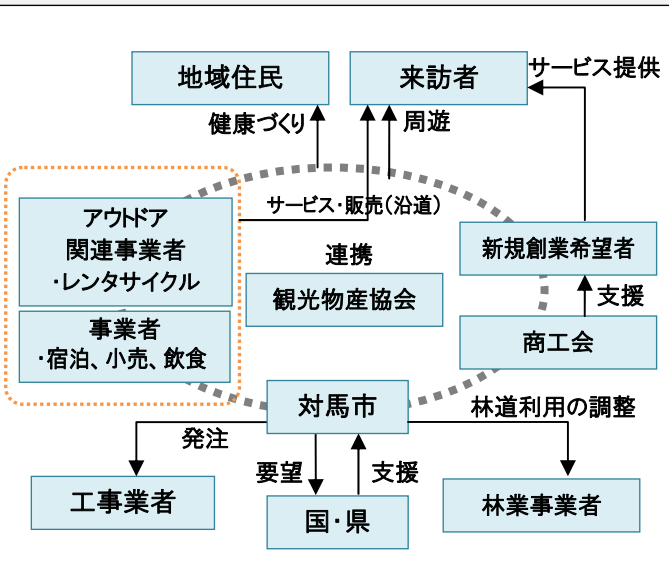 地域住民
来訪者
サービス提供
健康づくり
周遊
アウトドア
関連事業者
・レンタサイクル
サービス・販売(沿道)
連携
新規創業希望者
観光物産協会
支援
事業者
・宿泊、小売、飲食
商工会
対馬市
林道利用の調整
発注
要望
支援
工事業者
国・県
林業事業者